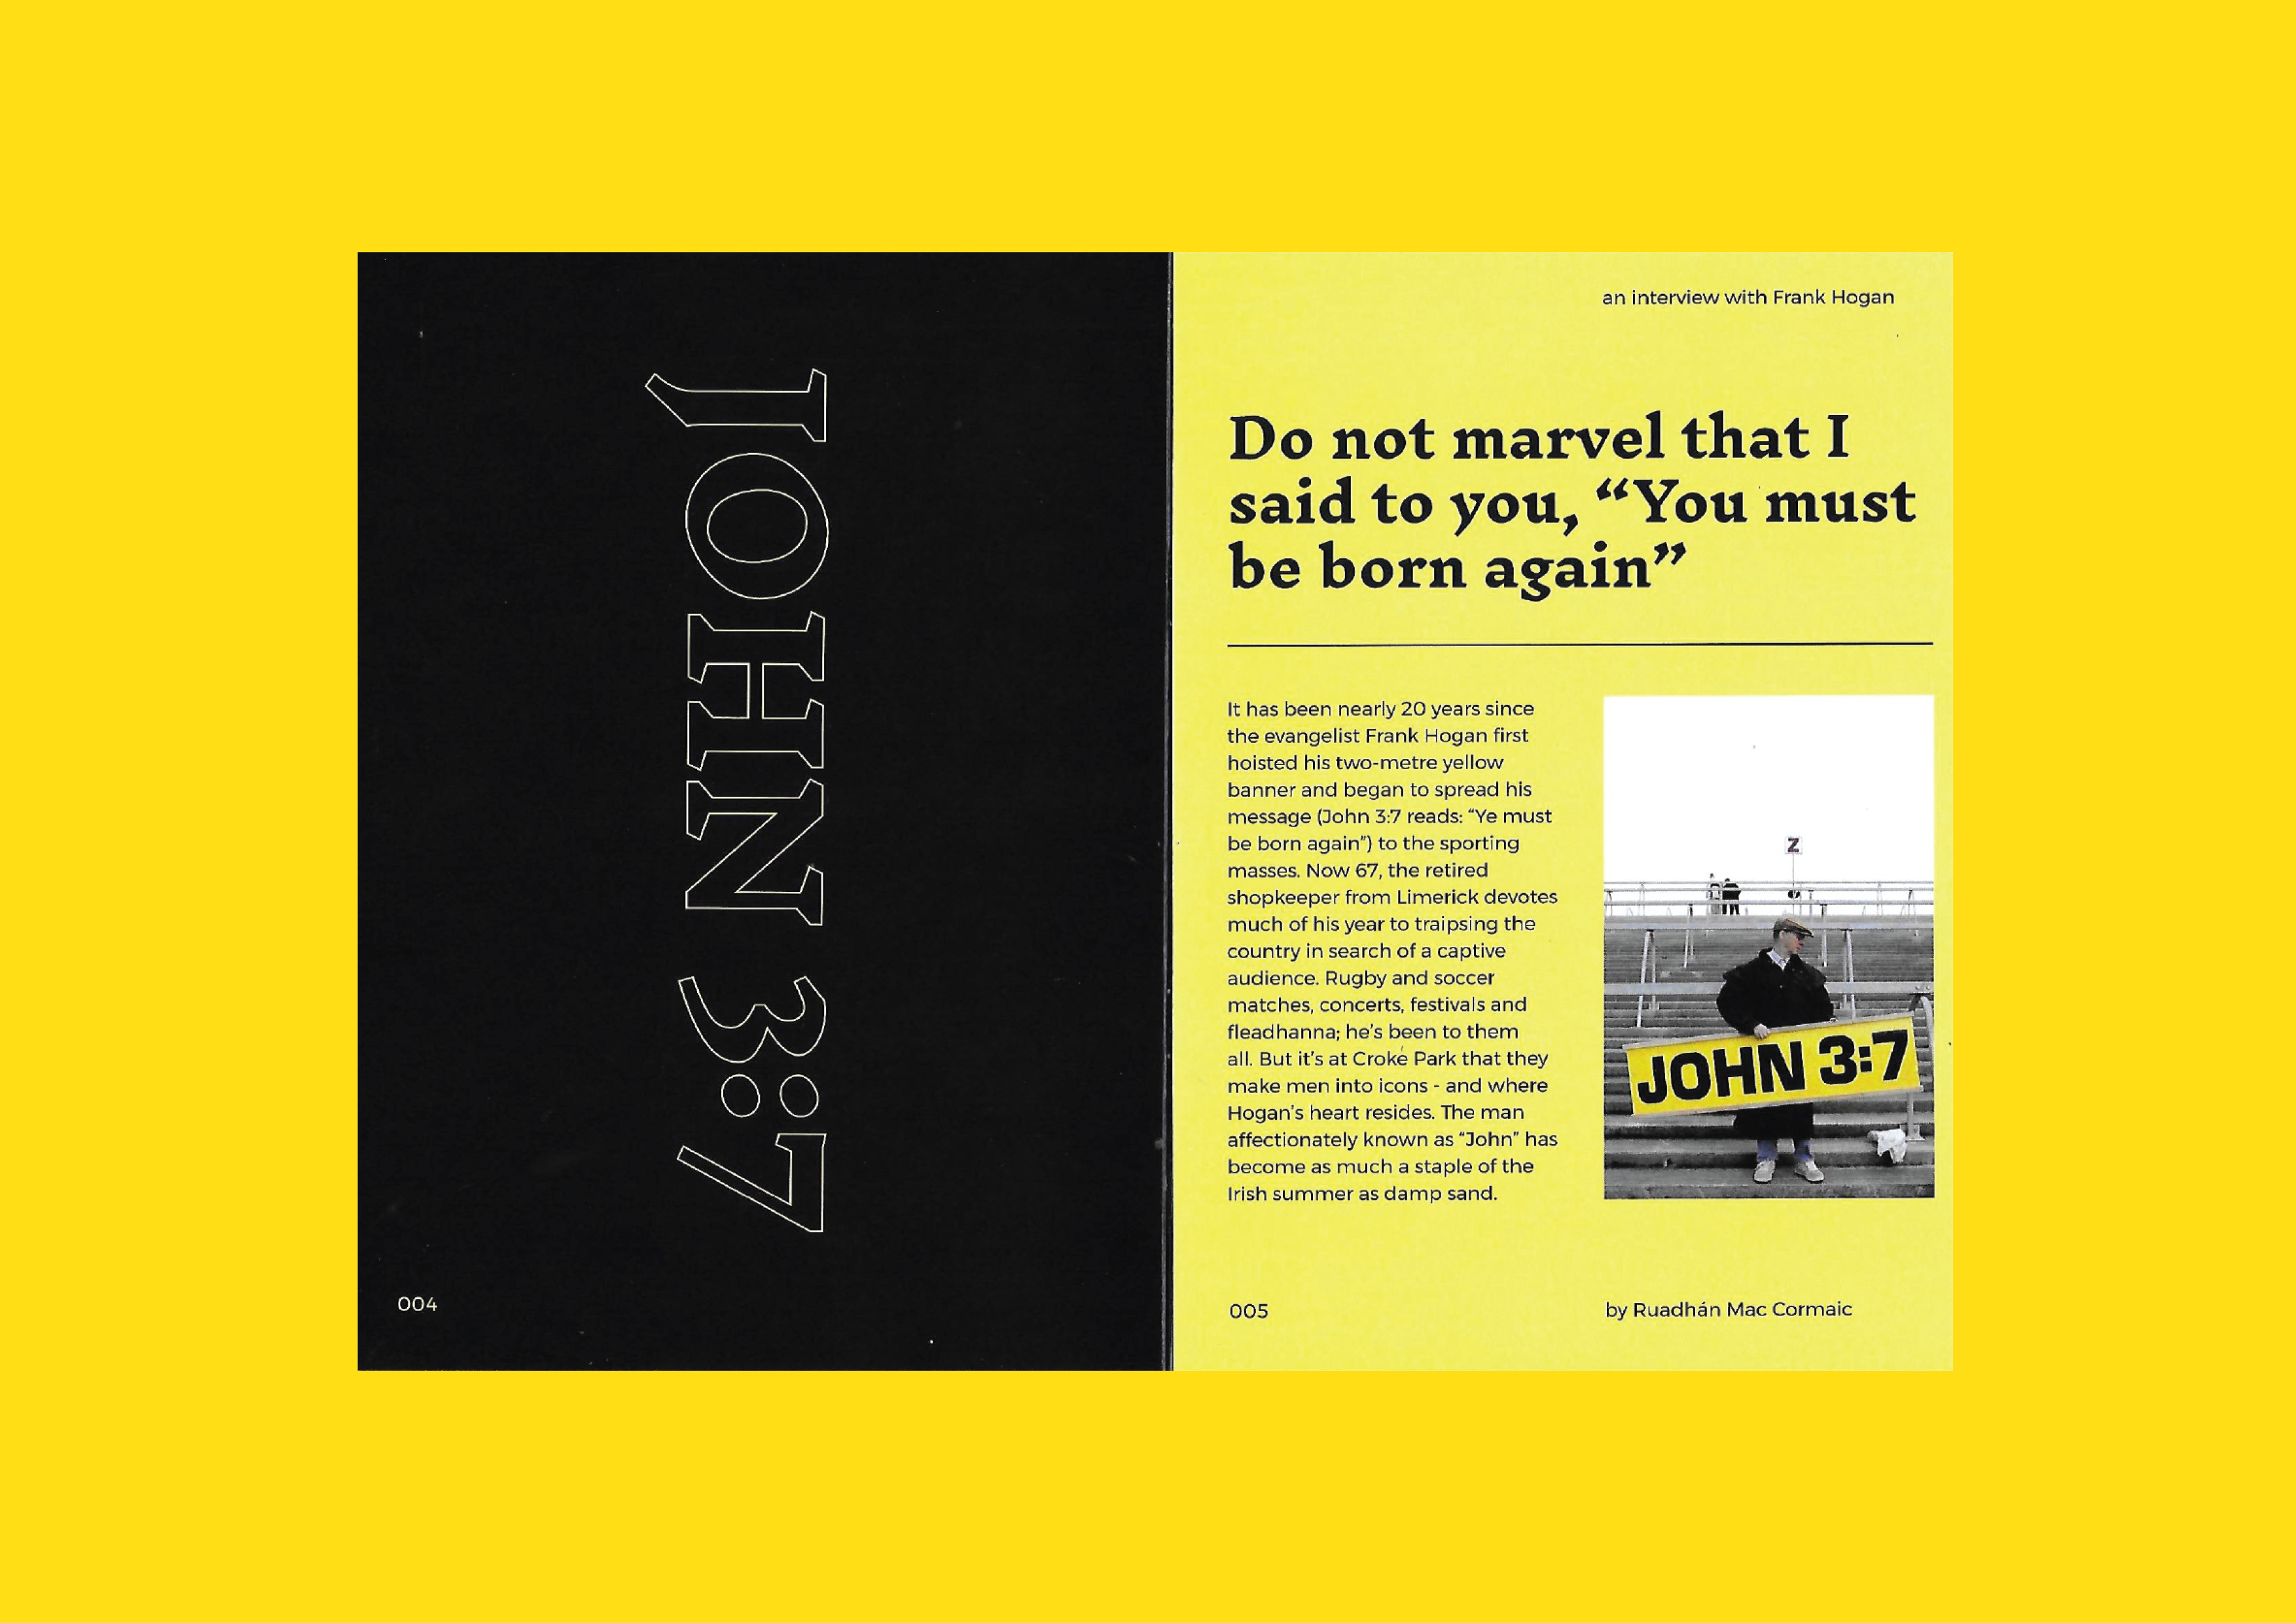 JOHN 3:7
004
an interview with Frank Hogan
Do not marvel that I
said to you, “You must
be born again”
It has been nearly 20 years since
the evangelist Frank Hogan first
hoisted his two-metre yellow
banner and began to spread his
message (John 3:7 reads: “Ye must
be born again”) to the sporting
masses. Now 67, the retired
shopkeeper from Limerick devotes
much of his year to traipsing the
country in search of a captive
audience. Rugby and soccer
matches, concerts, festivals and
fleadhanna; he’s been to them
all. But it’s at Croke Park that they
make men into icons - and where
Hogan’s heart resides. The man
affectionately known as “John” has
become as much a staple of the
Irish summer as damp sand.
Z
JOHN 3:7
005
by Ruadhán Mac Cormaic